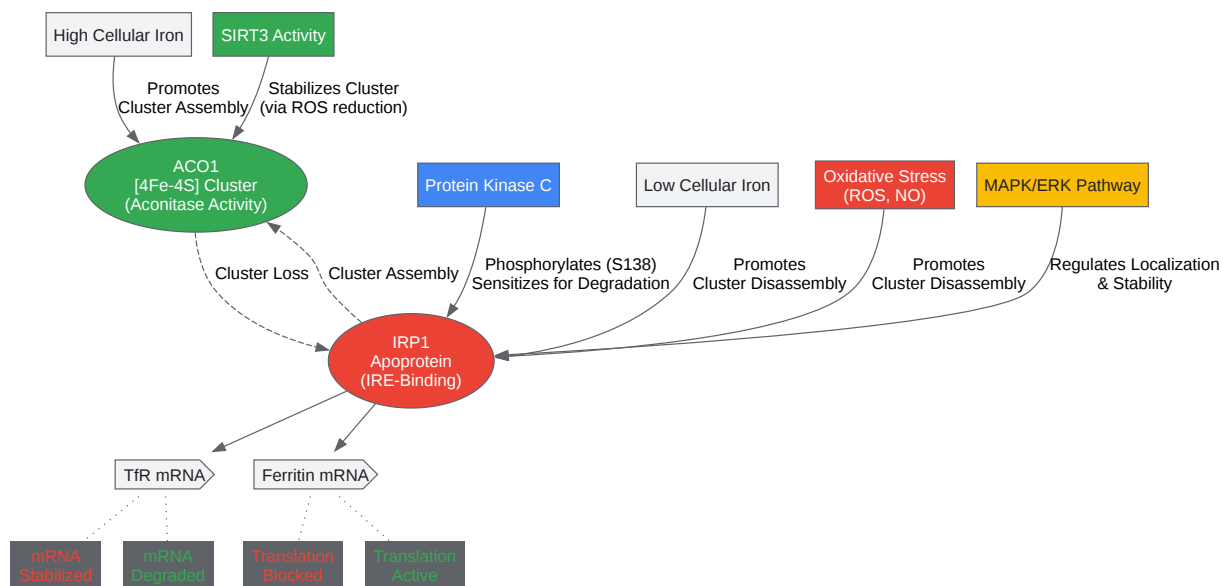 High Cellular Iron
SIRT3 Activity
Promotes
Cluster Assembly
Stabilizes Cluster
(via ROS reduction)
ACO1
[4Fe-4S] Cluster
(Aconitase Activity)
Protein Kinase C
Low Cellular Iron
Oxidative Stress
(ROS, NO)
MAPK/ERK Pathway
Cluster Loss
Cluster Assembly
Phosphorylates (S138)
Sensitizes for Degradation
Promotes
Cluster Disassembly
Promotes
Cluster Disassembly
Regulates Localization
& Stability
IRP1
Apoprotein
(IRE-Binding)
TfR mRNA
Ferritin mRNA
mRNA
Stabilized
mRNA
Degraded
Translation
Blocked
Translation
Active